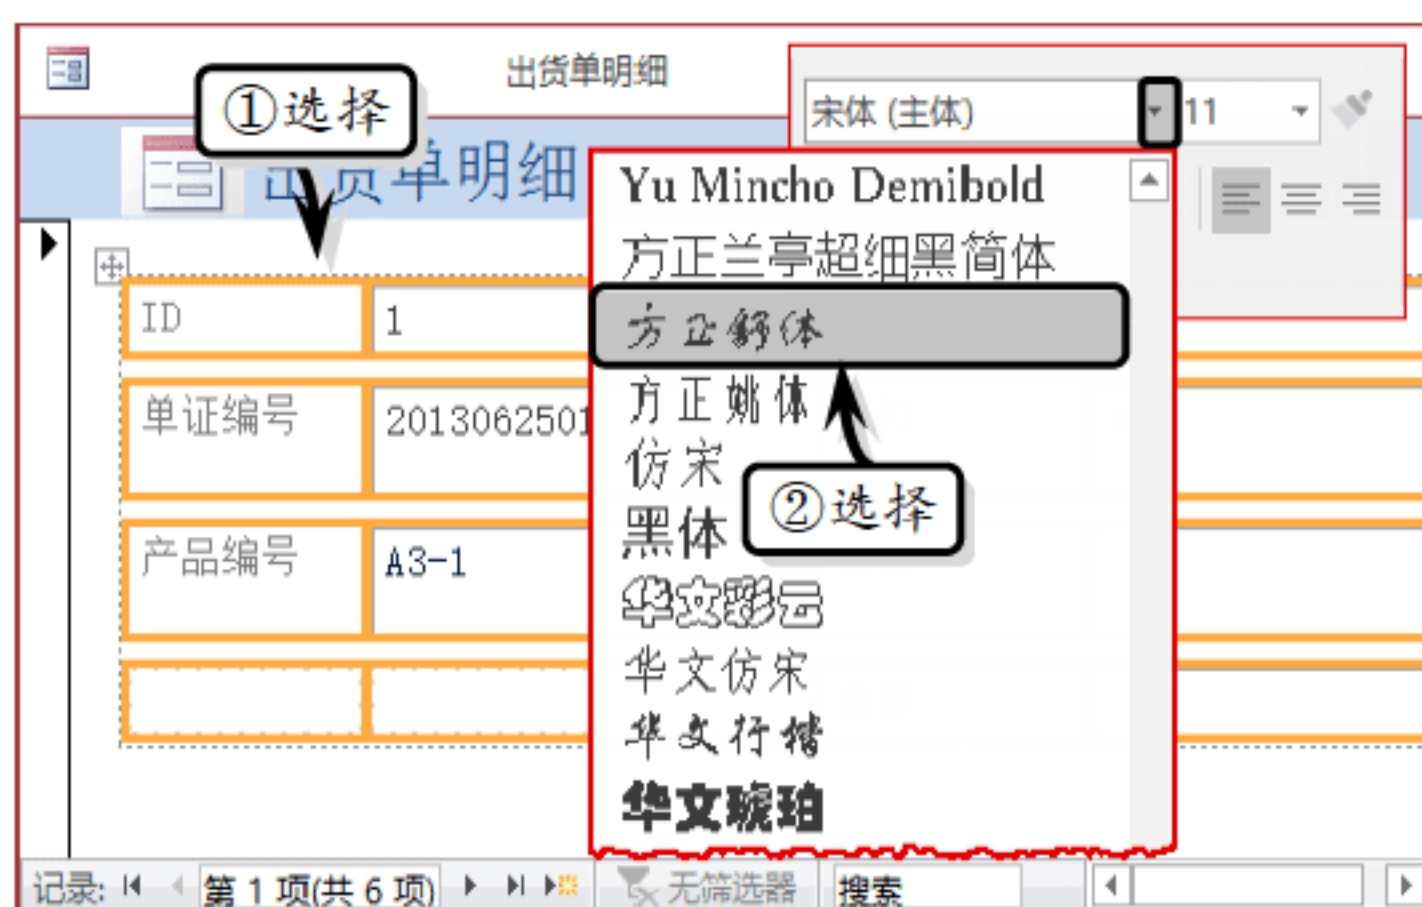 出货单明细
宋体 (主体)
11
①选择
出货单明细
Yu Mincho Demibold
方正兰亭超细黑简体
方正舒体
方正姚体
仿宋
②选择
黑体
华文彩云
华文仿宋
华文行楷
华文琥珀
ID
1
单证编号
2013062501
产品编号
A3-1
记录:
第 1 项(共 6 项)
无筛选器
搜索